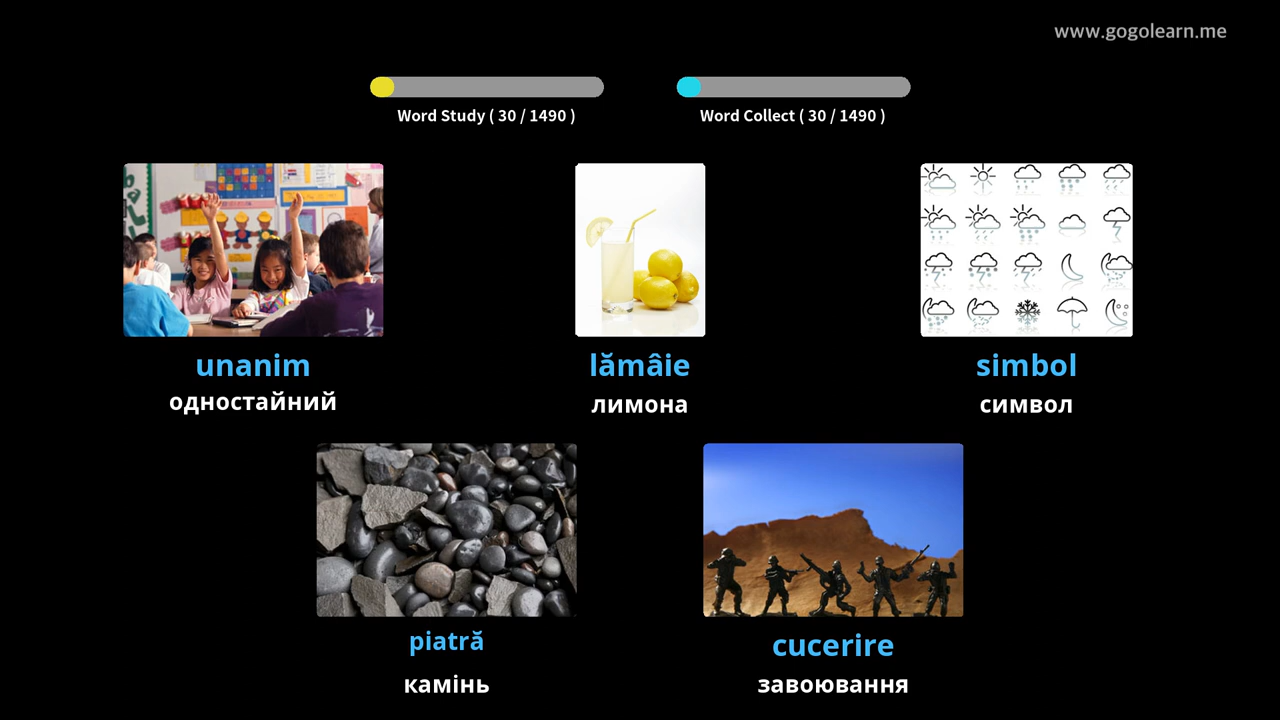 www.gogolearn.me
Word Study ( 30 / 1490 )
Word Collect ( 30 / 1490 )
unanim
одностайний
lămâie
лимона
simbol
символ
piatră
камінь
cucerire
завоювання